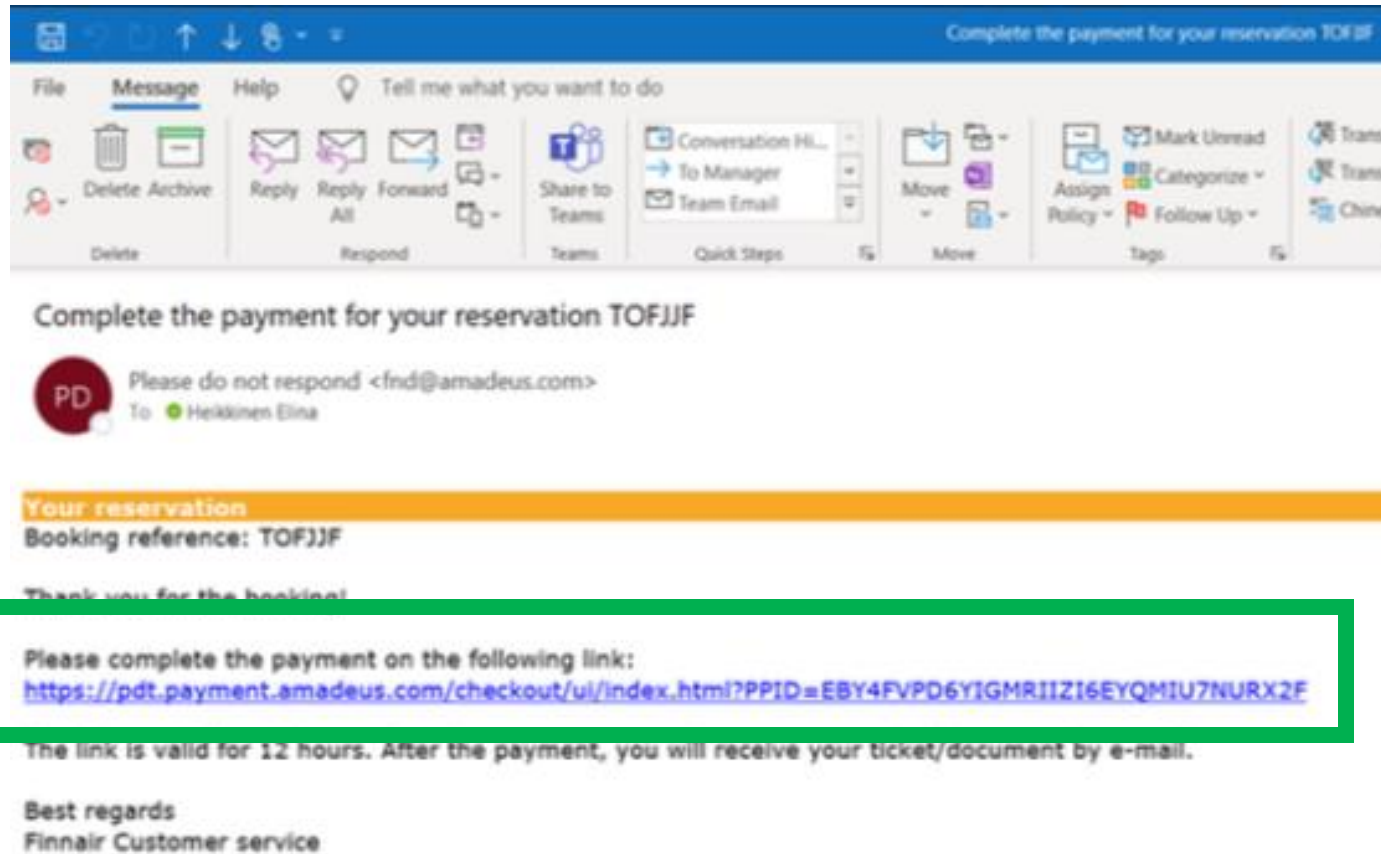 Complete the payment for your reservation TOFJJF
File Message Help Tell me what you want to do
Delete Archive Reply Reply All Forward Share to Teams Conversation Hi... To Manager Team Email Move Assign Policy Mark Unread Categorize Follow Up
Delete Respond Teams Quick Steps Move Tags
Complete the payment for your reservation TOFJJF
PD
Please do not respond <fnd@amadeus.com>
To Heikkinen Elina
Your reservation
Booking reference: TOFJJF
Thank you for the booking!
Please complete the payment on the following link:
https://pdt.payment.amadeus.com/checkout/ui/index.html?PPID=EBY4FVPD6YIGMRIIZI6EYQMIU7NURX2F
The link is valid for 12 hours. After the payment, you will receive your ticket/document by e-mail.
Best regards
Finnair Customer service